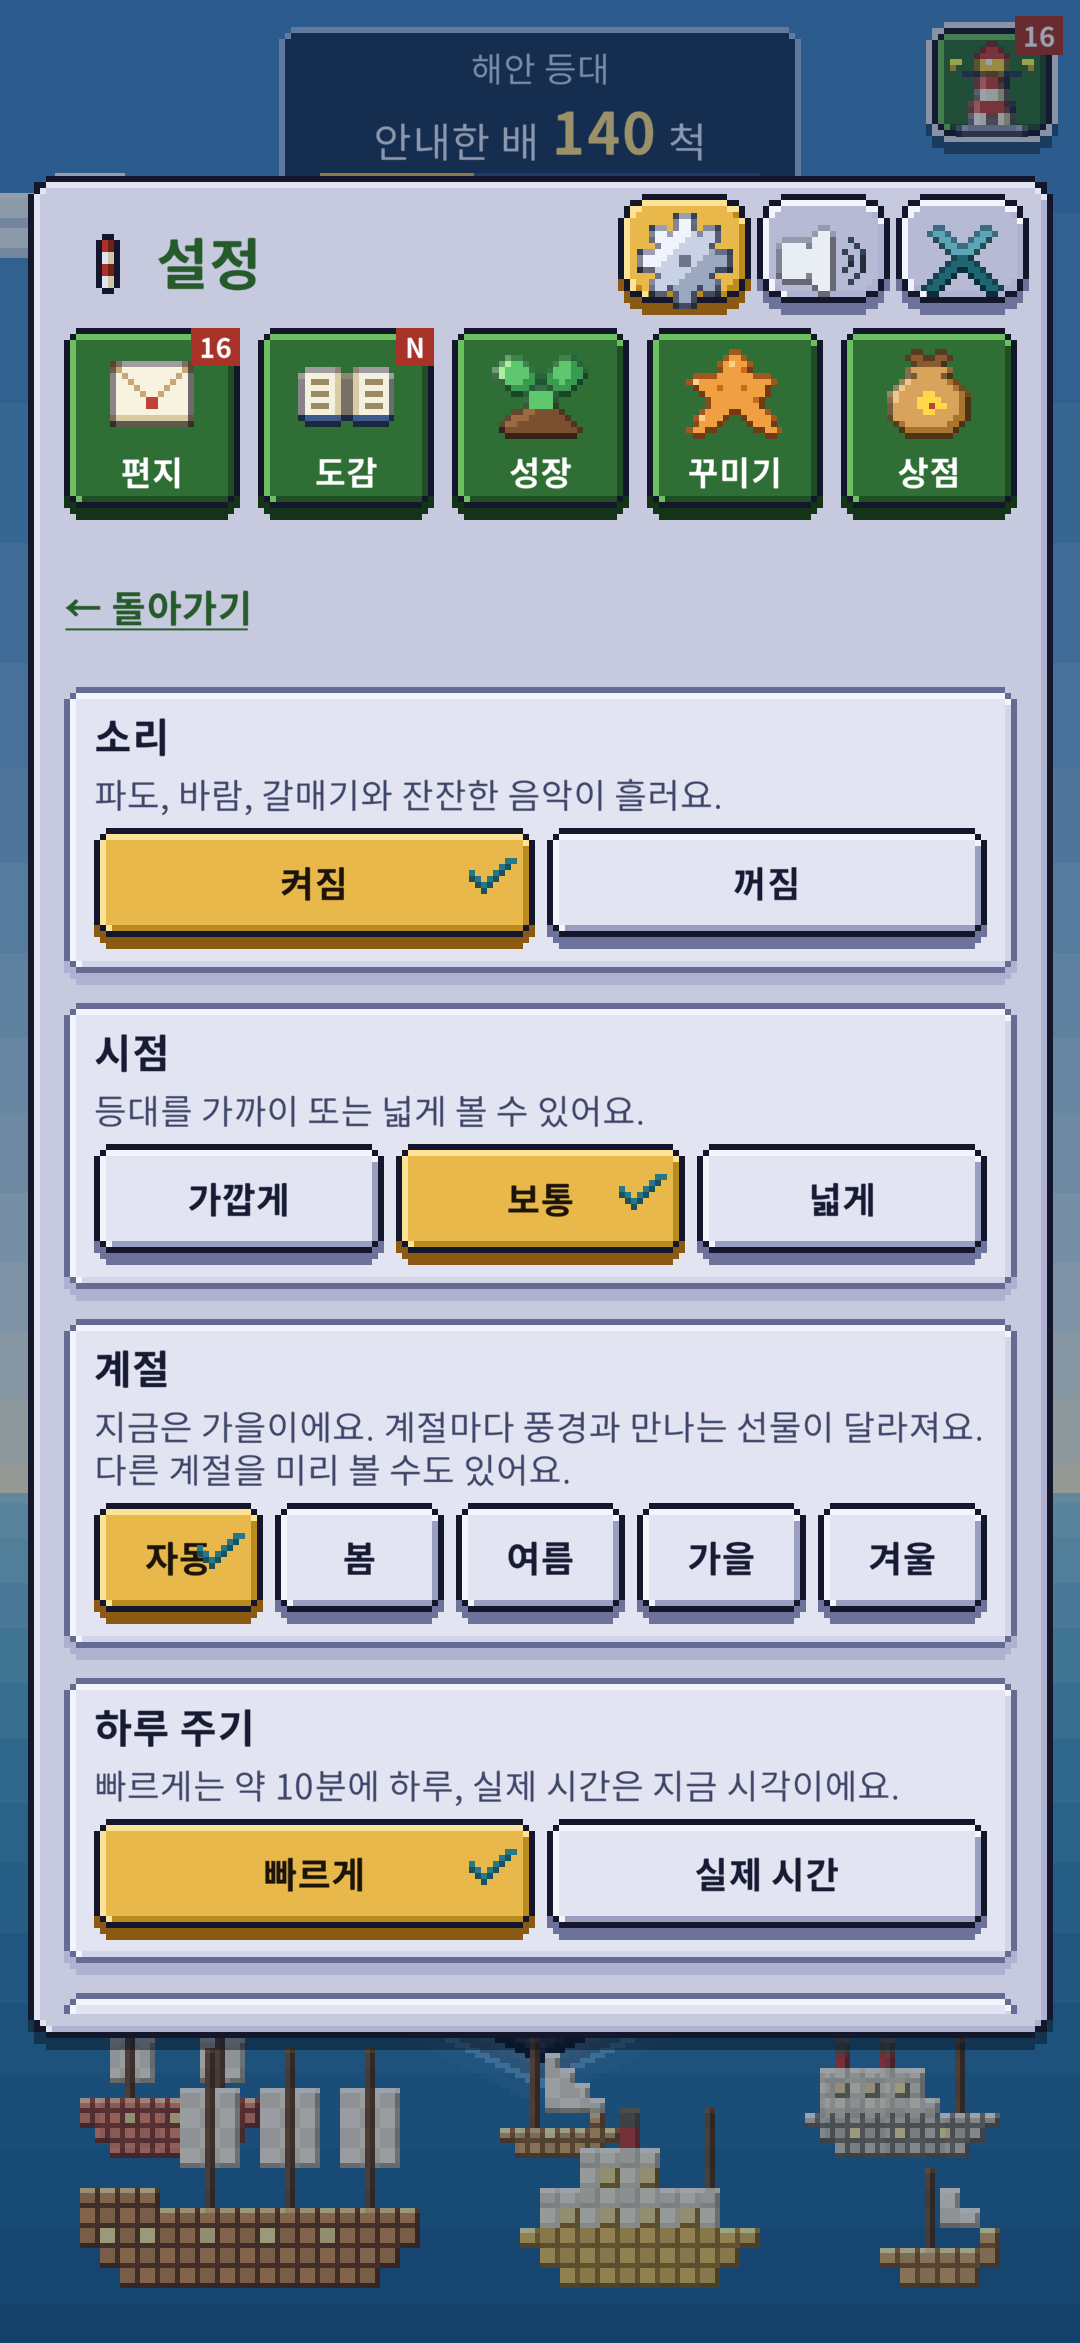 해안 등대
16
안내한 배 140 척
설정
16
N
편지
도감
성장
꾸미기
상점
← 돌아가기
소리
파도, 바람, 갈매기와 잔잔한 음악이 흘러요.
켜짐
꺼짐
시점
등대를 가까이 또는 넓게 볼 수 있어요.
가깝게
보통
넓게
계절
지금은 가을이에요. 계절마다 풍경과 만나는 선물이 달라져요.
다른 계절을 미리 볼 수도 있어요.
자동
봄
여름
가을
겨울
하루 주기
빠르게는 약 10분에 하루, 실제 시간은 지금 시각이에요.
빠르게
실제 시간